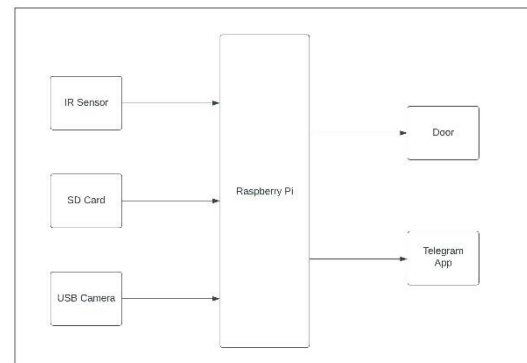 IR Sensor
SD Card
USB Camera
Raspberry Pi
Door
Telegram
App